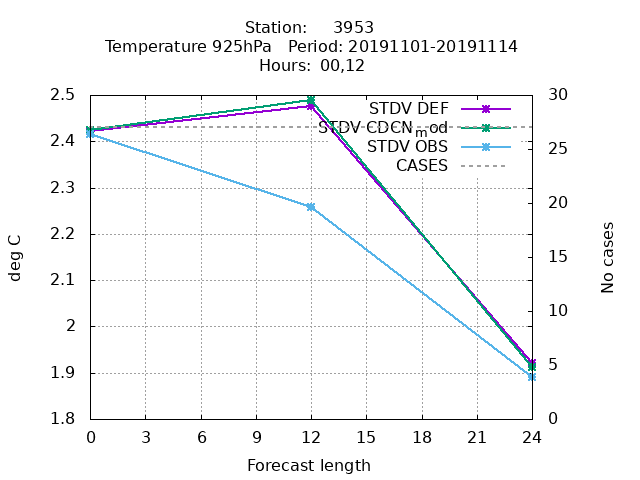 Station: 3953
Temperature 925hPa Period: 20191101-20191114
Hours: 00,12
2.5
2.4
2.3
2.2
2.1
2
1.9
1.8
deg C
30
25
20
15
10
5
0
No cases
STDV DEF
STDV CDCN_mod
STDV OBS
CASES
0 3 6 9 12 15 18 21 24
Forecast length